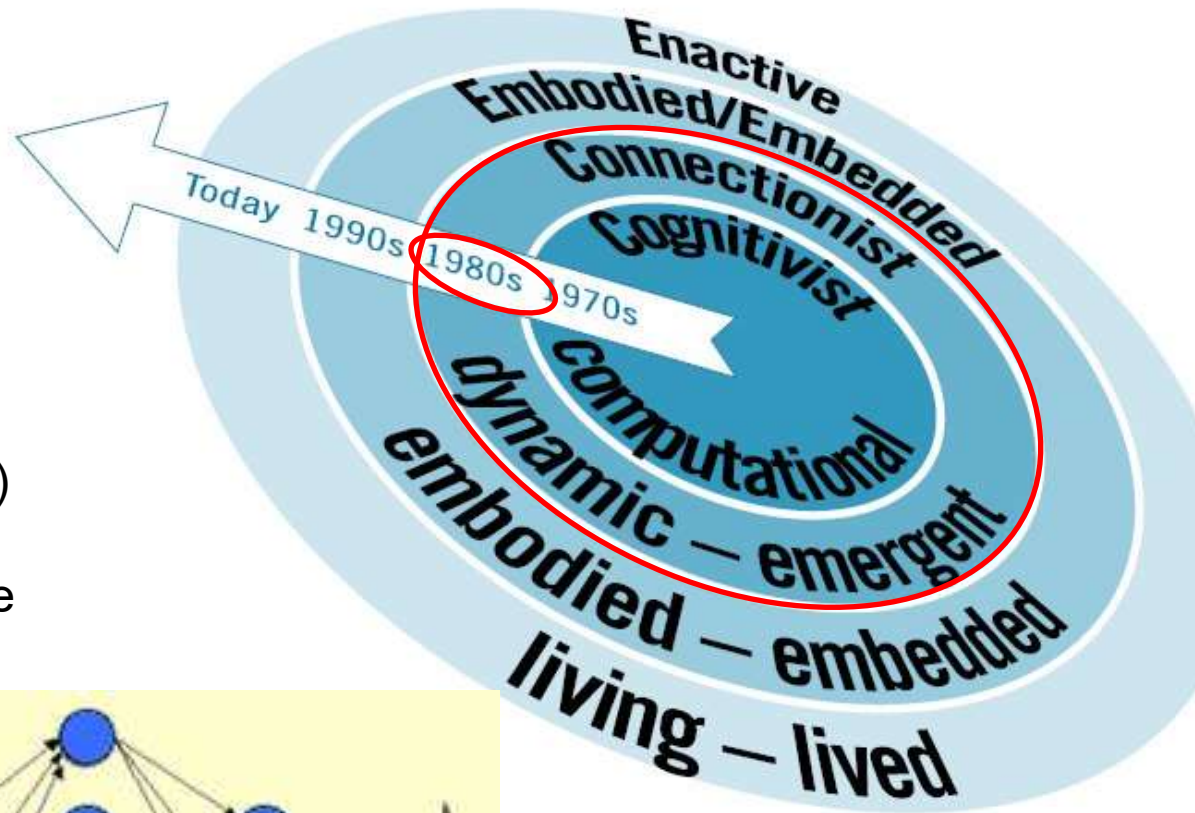 Enactive
Embodied/Embedded
Connectionist
Cognitivist
Today 1990s 1980s 1970s
computational
dynamic – emergent
embodied – embedded
living – lived
)
e